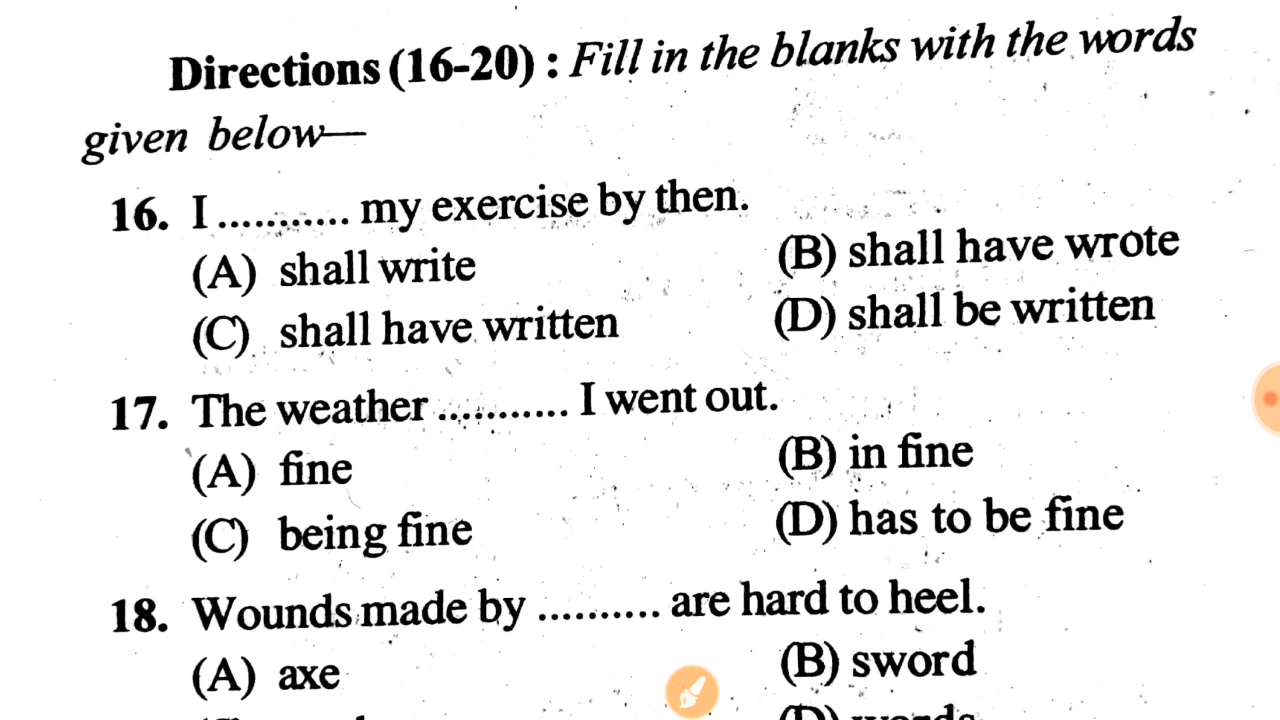 Directions (16-20) : Fill in the blanks with the words
given below—
16. I ........... my exercise by then.
(A) shall write (B) shall have wrote
(C) shall have written (D) shall be written
17. The weather ........... I went out.
(A) fine (B) in fine
(C) being fine (D) has to be fine
18. Wounds made by .......... are hard to heel.
(A) axe (B) sword